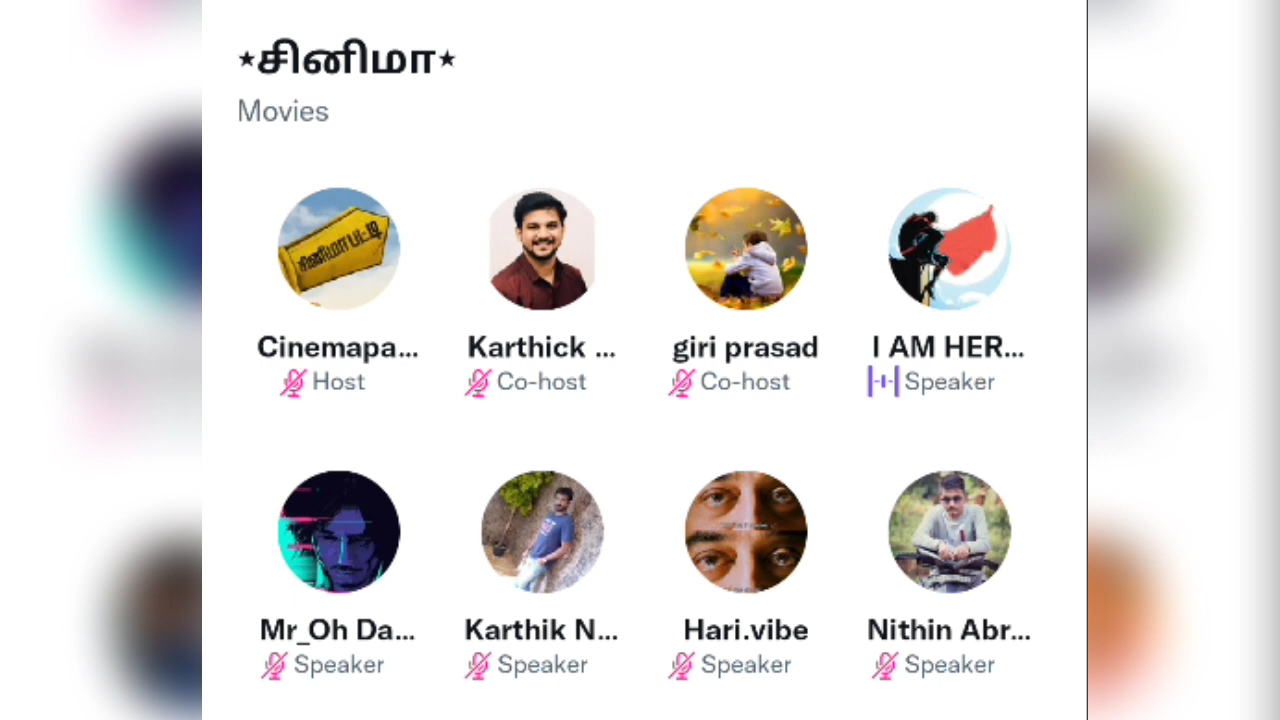 ⋆சினிமா⋆
Movies
சினிமாபட்டி
Cinemapa... Karthick ... giri prasad I AM HER...
Host Co-host Co-host Speaker
Mr_Oh Da... Karthik N... Hari.vibe Nithin Abr...
Speaker Speaker Speaker Speaker